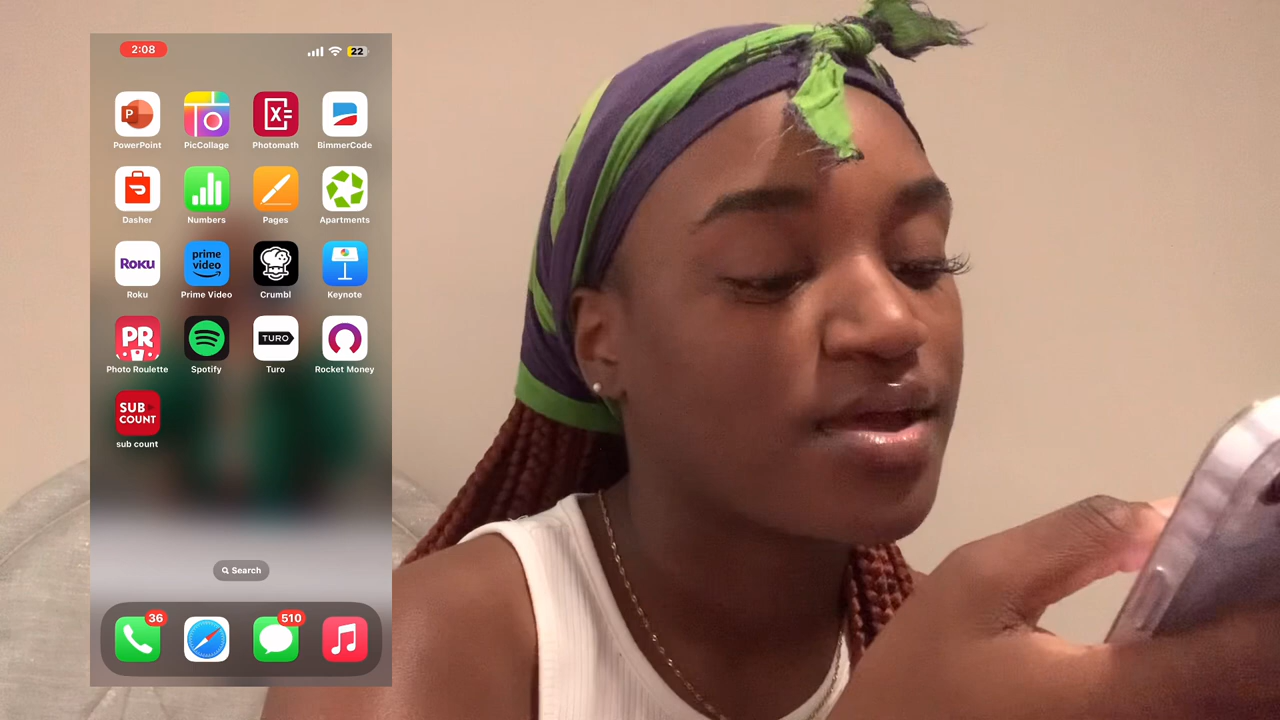 2:08
22
P
X=
PowerPoint PicCollage Photomath BimmerCode
Dasher Numbers Pages Apartments
ROKU
prime video
Roku Prime Video Crumbl Keynote
PR
TURO
Photo Roulette Spotify Turo Rocket Money
SUB
COUNT
sub count
Search
36 510